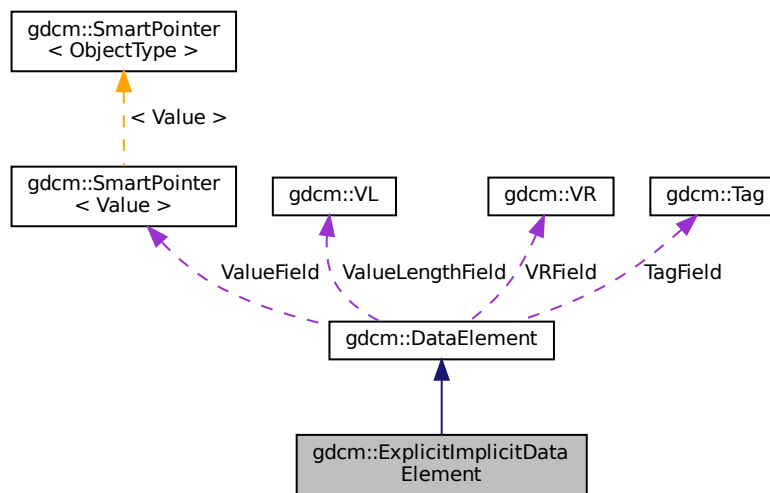 gdcm::SmartPointer
< ObjectType >
< Value >
gdcm::SmartPointer
< Value >
gdcm::VL
gdcm::VR
gdcm::Tag
ValueField
ValueLengthField
VRField
TagField
gdcm::DataElement
gdcm::ExplicitImplicitData
Element